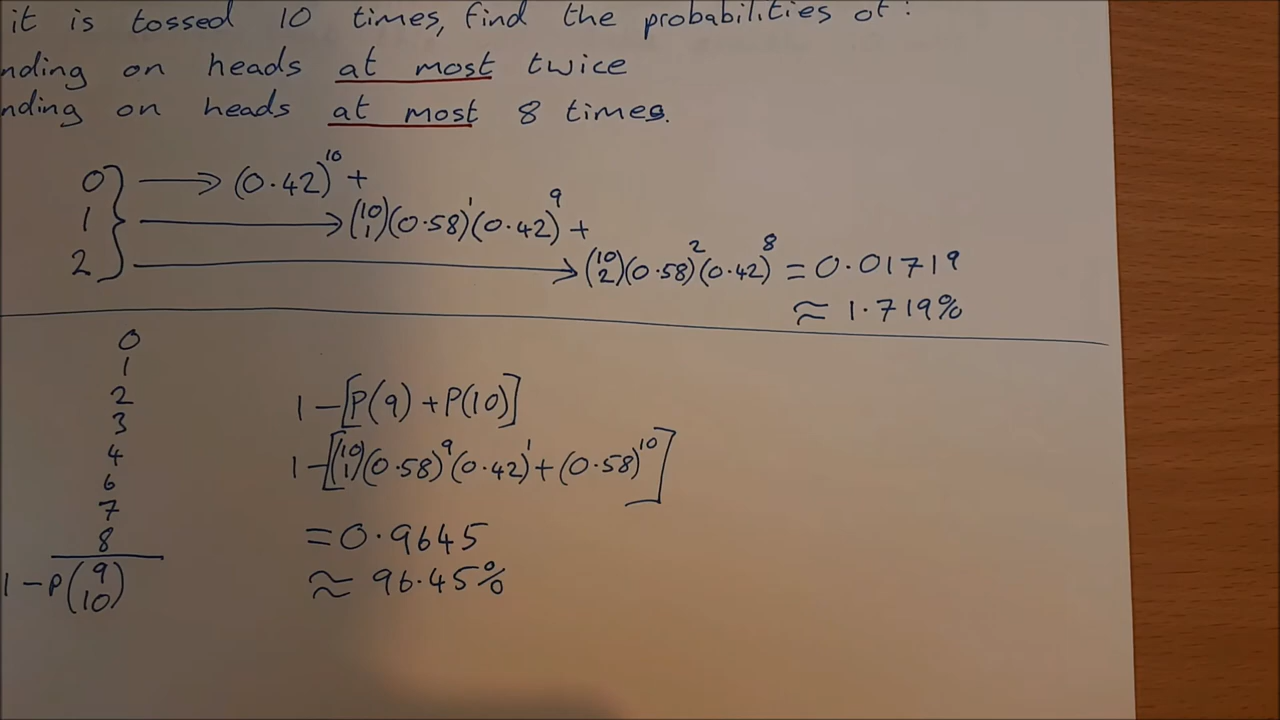 it is tossed 10 times, find the probabilities of:
nding on heads at most twice
nding on heads at most 8 times.
0 } → (0.42)^10 +
1 → (10 1)(0.58)^1(0.42)^9 +
2 → (10 2)(0.58)^2(0.42)^8 = 0.01719
≈ 1.719%
0
1
2
3
4
6
7
8
1 - P(9 10)
1 - [P(9) + P(10)]
1 - [(10 1)(0.58)^9(0.42)^1 + (0.58)^10]
= 0.9645
≈ 96.45%